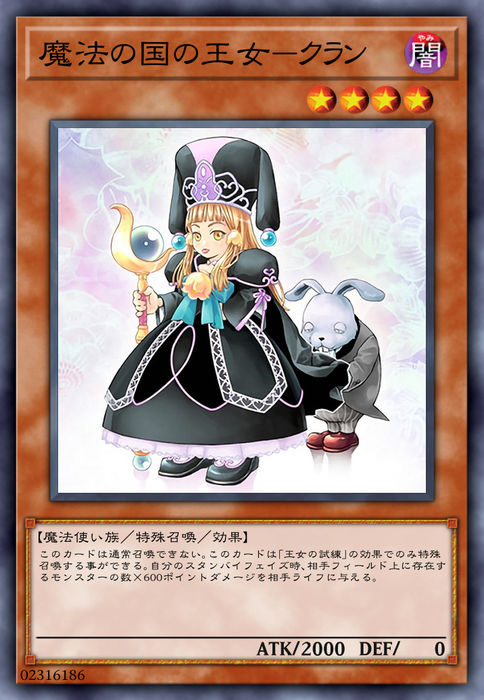 魔法の国の王女－クラン
やみ
闇
【魔法使い族／特殊召喚／効果】
このカードは通常召喚できない。このカードは「王女の試練」の効果でのみ特殊
召喚する事ができる。自分のスタンバイフェイズ時、相手フィールド上に存在す
るモンスターの数×600ポイントダメージを相手ライフに与える。
ATK/2000 DEF/ 0
02316186